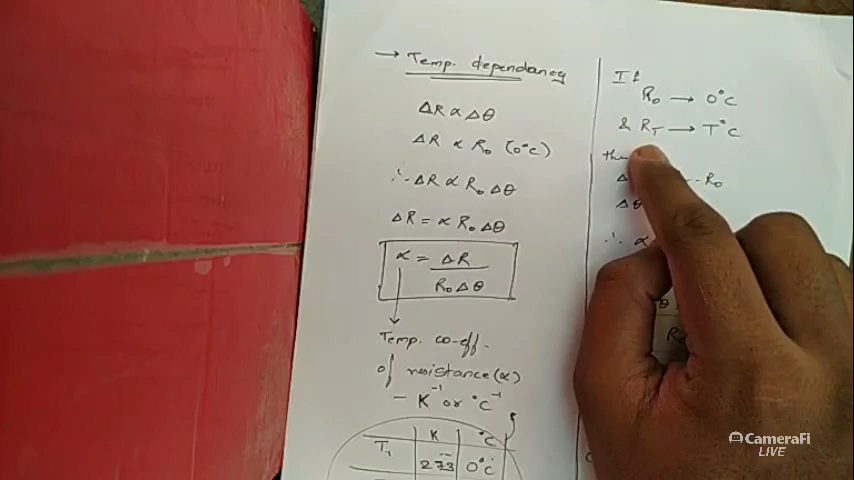 → Temp. dependancy
ΔR ∝ Δθ
ΔR ∝ R₀ (0°C)
∴ ΔR ∝ R₀ Δθ
ΔR = ∝ R₀ Δθ
∝ = ΔR
R₀ Δθ
Temp. co-eff.
of resistance (∝)
- K⁻¹ or °C⁻¹
K °C
T₁ 273 0°C
If
R₀ → 0°C
& R_T → T°C
R₀
Δθ
∴ ∝
CameraFi
LIVE